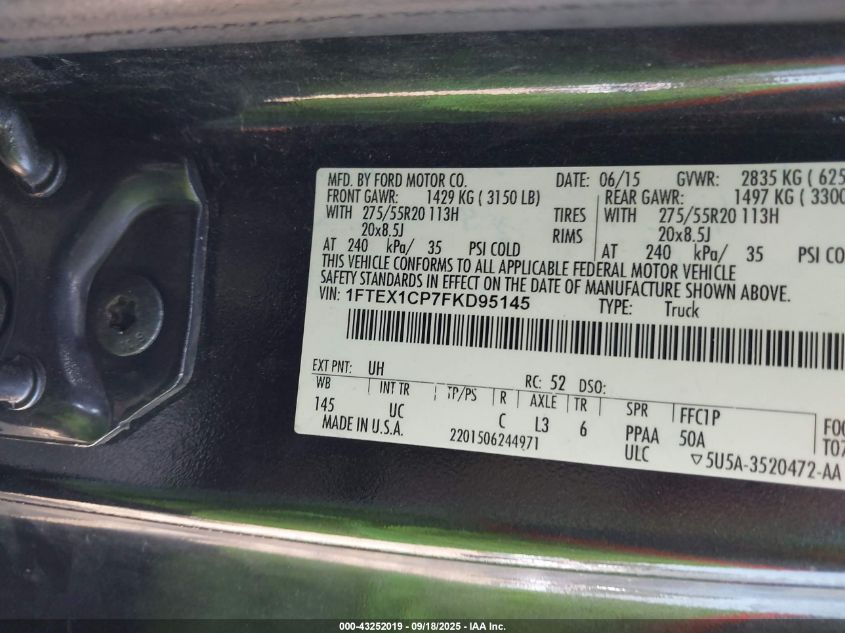 MFD. BY FORD MOTOR CO. DATE: 06/15 GVWR: 2835 KG ( 625
FRONT GAWR: 1429 KG ( 3150 LB) REAR GAWR: 1497 KG ( 3300
WITH 275/55R20 113H TIRES WITH 275/55R20 113H
20x8.5J RIMS 20x8.5J
AT 240 kPa/ 35 PSI COLD AT 240 kPa/ 35 PSI CO
THIS VEHICLE CONFORMS TO ALL APPLICABLE FEDERAL MOTOR VEHICLE
SAFETY STANDARDS IN EFFECT ON THE DATE OF MANUFACTURE SHOWN ABOVE.
VIN: 1FTEX1CP7FKD95145 TYPE: Truck
EXT PNT: UH RC: 52 DSO:
WB INT TR TP/PS R AXLE TR SPR FFC1P F00
145 UC C L3 6 PPAA 50A T07
MADE IN U.S.A. 2201506244971 ULC ▽5U5A-3520472-AA
000-43252019 - 09/18/2025 - IAA Inc.